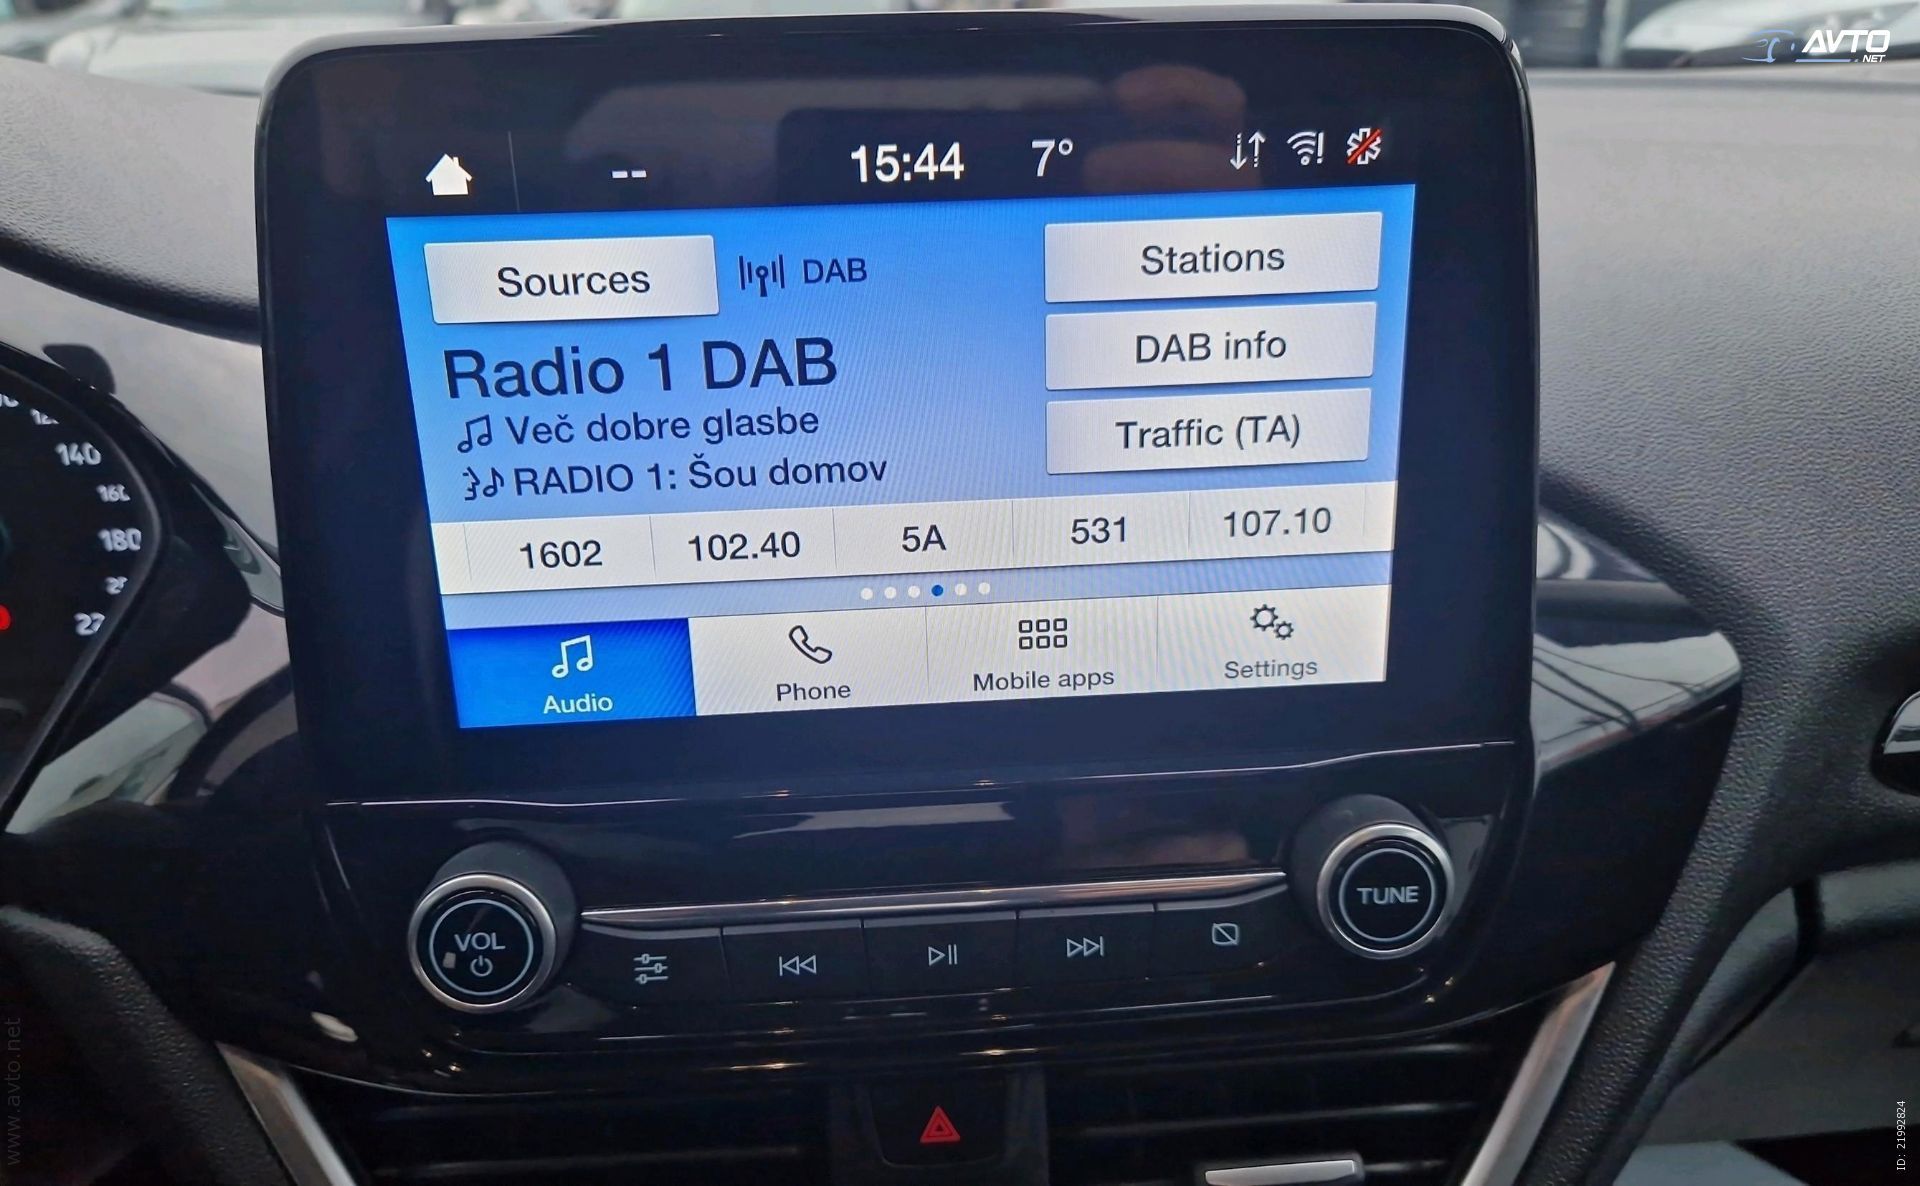 AVTO
.NET
-- 15:44 7°
Sources DAB Stations
Radio 1 DAB DAB info
Več dobre glasbe
RADIO 1: Šou domov Traffic (TA)
1602 102.40 5A 531 107.10
Audio Phone Mobile apps Settings
140
180
VOL
TUNE
www.avto.net
ID: 21992824